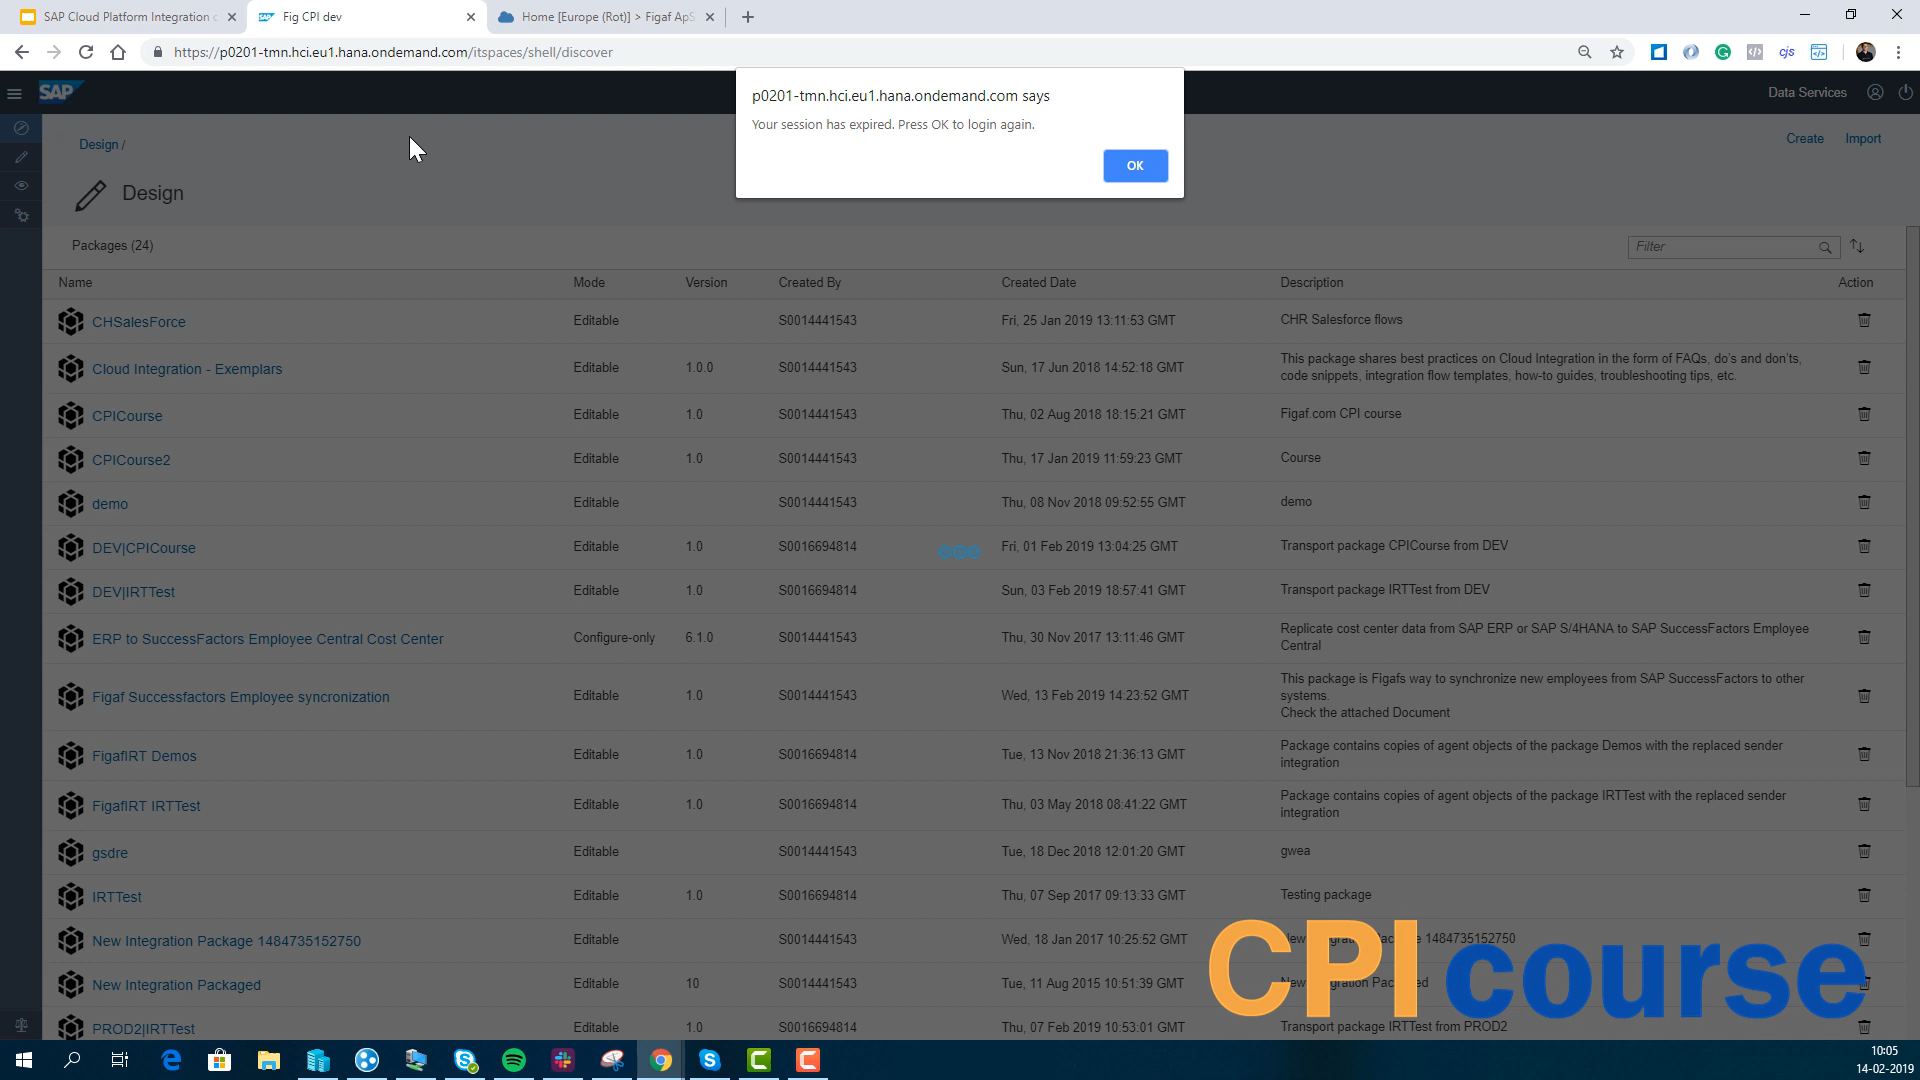 SAP Cloud Platform Integration
Fig CPI dev
Home [Europe (Rot)] > Figaf ApS
https://p0201-tmn.hci.eu1.hana.ondemand.com/itspaces/shell/discover
cjs
SAP
Data Services
p0201-tmn.hci.eu1.hana.ondemand.com says
Your session has expired. Press OK to login again.
OK
Design /
Create Import
Design
Packages (24)
Filter
Name Mode Version Created By Created Date Description Action
CHSalesForce Editable S0014441543 Fri, 25 Jan 2019 13:11:53 GMT CHR Salesforce flows
Cloud Integration - Exemplars Editable 1.0.0 S0014441543 Sun, 17 Jun 2018 14:52:18 GMT This package shares best practices on Cloud Integration in the form of FAQs, do's and don'ts,
code snippets, integration flow templates, how-to guides, troubleshooting tips, etc.
CPICourse Editable 1.0 S0014441543 Thu, 02 Aug 2018 18:15:21 GMT Figaf.com CPI course
CPICourse2 Editable 1.0 S0014441543 Thu, 17 Jan 2019 11:59:23 GMT Course
demo Editable S0014441543 Thu, 08 Nov 2018 09:52:55 GMT demo
DEV|CPICourse Editable 1.0 S0016694814 Fri, 01 Feb 2019 13:04:25 GMT Transport package CPICourse from DEV
DEV|IRTTest Editable 1.0 S0016694814 Sun, 03 Feb 2019 18:57:41 GMT Transport package IRTTest from DEV
ERP to SuccessFactors Employee Central Cost Center Configure-only 6.1.0 S0014441543 Thu, 30 Nov 2017 13:11:46 GMT Replicate cost center data from SAP ERP or SAP S/4HANA to SAP SuccessFactors Employee
Central
Figaf Successfactors Employee syncronization Editable 1.0 S0014441543 Wed, 13 Feb 2019 14:23:52 GMT This package is Figafs way to synchronize new employees from SAP SuccessFactors to other
systems.
Check the attached Document
FigafIRT Demos Editable 1.0 S0016694814 Tue, 13 Nov 2018 21:36:13 GMT Package contains copies of agent objects of the package Demos with the replaced sender
integration
FigafIRT IRTTest Editable 1.0 S0016694814 Thu, 03 May 2018 08:41:22 GMT Package contains copies of agent objects of the package IRTTest with the replaced sender
integration
gsdre Editable S0014441543 Tue, 18 Dec 2018 12:01:20 GMT gwea
IRTTest Editable 1.0 S0016694814 Thu, 07 Sep 2017 09:13:33 GMT Testing package
New Integration Package 1484735152750 Editable S0014441543 Wed, 18 Jan 2017 10:25:52 GMT 1484735152750
New Integration Packaged Editable 10 S0014441543 Tue, 11 Aug 2015 10:51:39 GMT
PROD2|IRTTest Editable 1.0 S0016694814 Thu, 07 Feb 2019 10:53:01 GMT Transport package IRTTest from PROD2
CPI course
10:05
14-02-2019